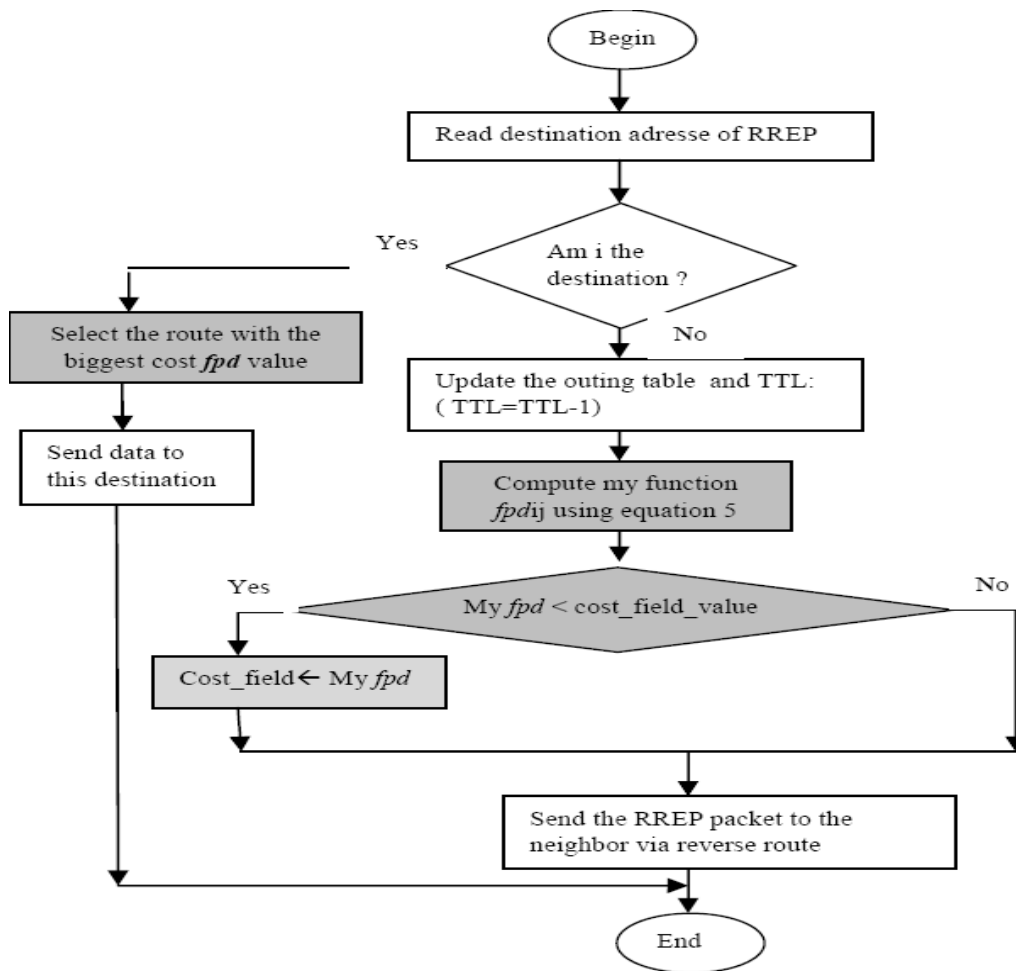 Begin
Read destination adresse of RREP
Yes
Am i the
destination ?
No
Select the route with the
biggest cost fpd value
Update the outing table and TTL:
( TTL=TTL-1)
Send data to
this destination
Compute my function
fpdij using equation 5
Yes
No
My fpd < cost_field_value
Cost_field← My fpd
Send the RREP packet to the
neighbor via reverse route
End